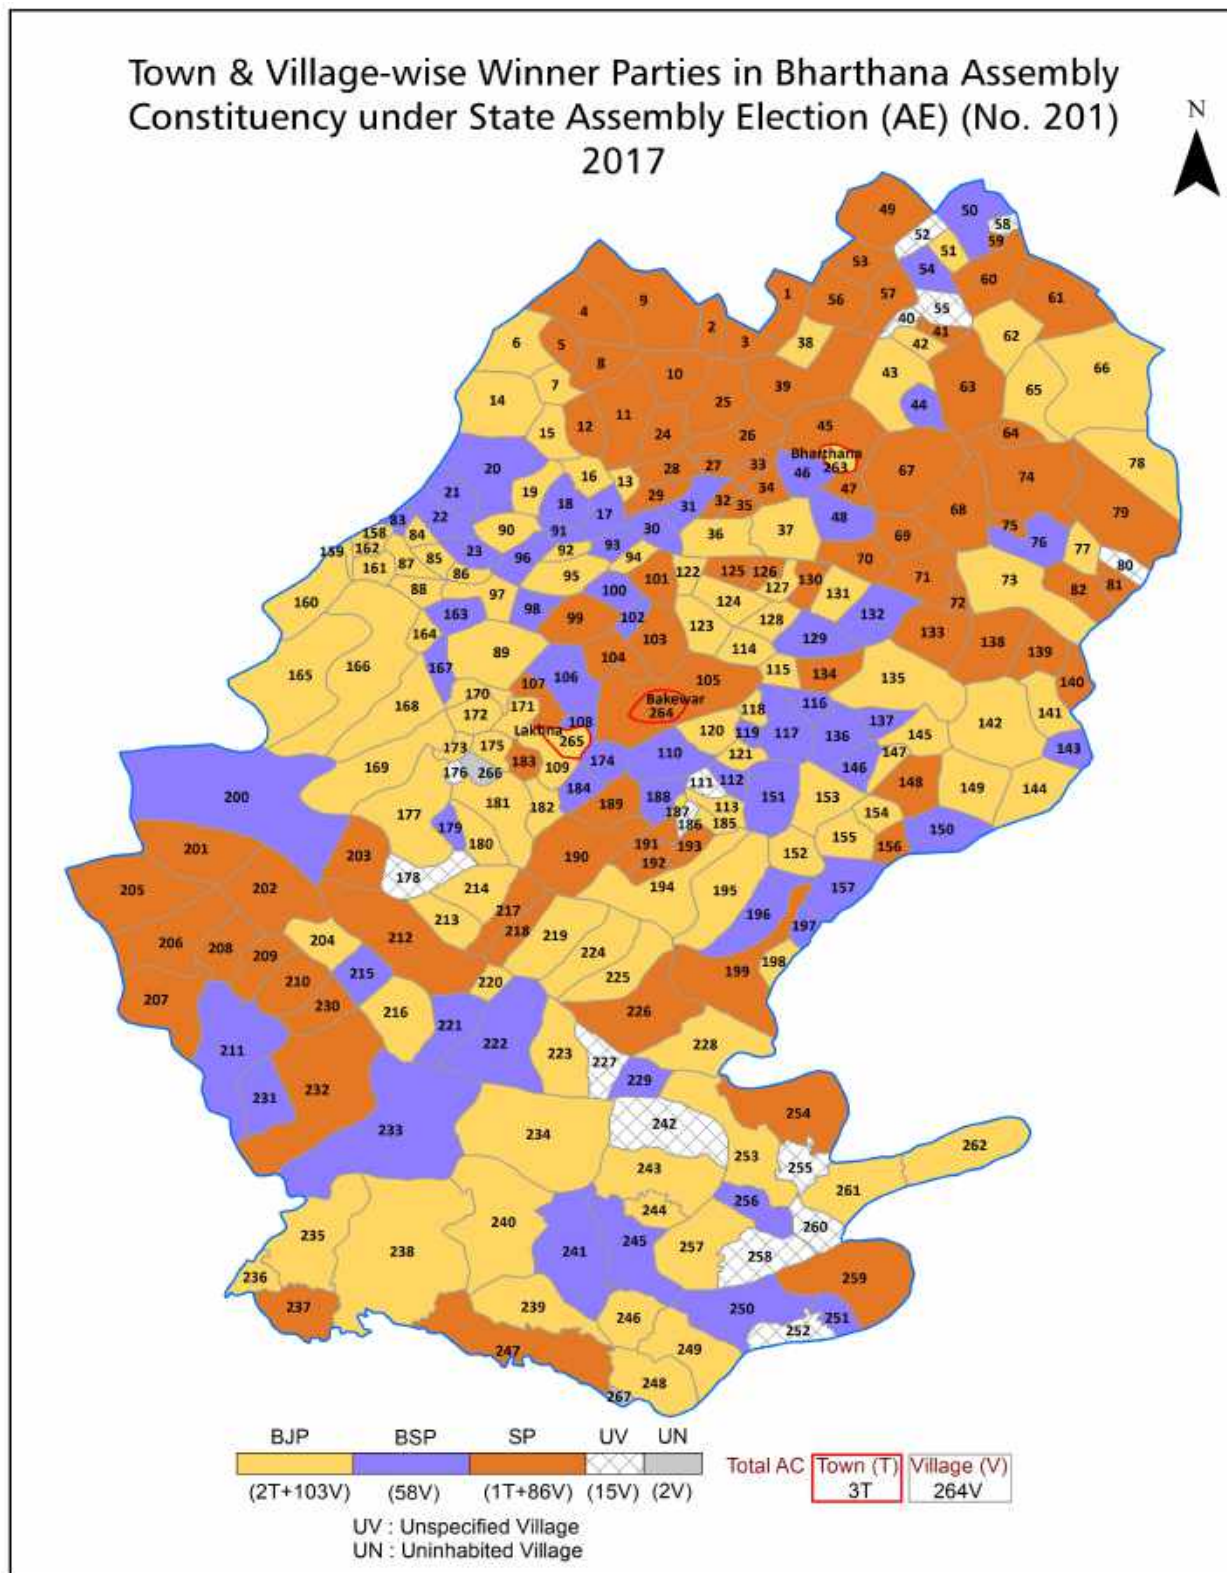 Town & Village-wise Winner Parties in Bharthana Assembly
Constituency under State Assembly Election (AE) (No. 201)
2017
N
49 50
52 58
51 59
53 54
60
1 56 57 55 61
9
4
40
2 41
3 38 42 62
6 5
8
43 66
7 10 39 63 65
14 25 44
11
12 15 24 26 45 64
Bharthana
20 16 28 27 33 46 263 67 74 78
13
21 19 18 29 31 32 34 47
17 35
83 22 90 91 30 36 37 48 68 75 79
158 84 69 76 77
159 162 87 85 23 96 92 93 94 70
161 86 95 101 122 125 126 130 71 73 80
88 127 131 82 81
160 163 97 98 100 124 132 72
164 99 102 123 128 129 133 138
89 103 114 139
165 166 167 104 115 134 135 140
107 106 105
168 170 171 Bakewar 118 116 141
172 264 137 142
Lakhna 108 120 119 117 136 145 143
265
173 175 174 110 121 147
169 176 266 183 109 111 112 146 148 149 144
200 184 188 151 153
177 181 182 189 187 113 154
179 186 185 155 150
201 203 180 190 191 193 152 156
192
205 202 178 214 194 195 157
217 196
213 218 197
212 219
206 208 204 224 198
209 215 220 225 199
207 210
230 216 226
221
211 222 223 228
227
231 232 229
242 254
233 234
253 262
243 255
261
256
244 260
240 245
235 241 257 258
238
236 259
237 239 250
246 251
252
247 249
248
267
BJP BSP SP UV UN
Total AC Town (T) Village (V)
3T 264V
(2T+103V) (58V) (1T+86V) (15V) (2V)
UV : Unspecified Village
UN : Uninhabited Village